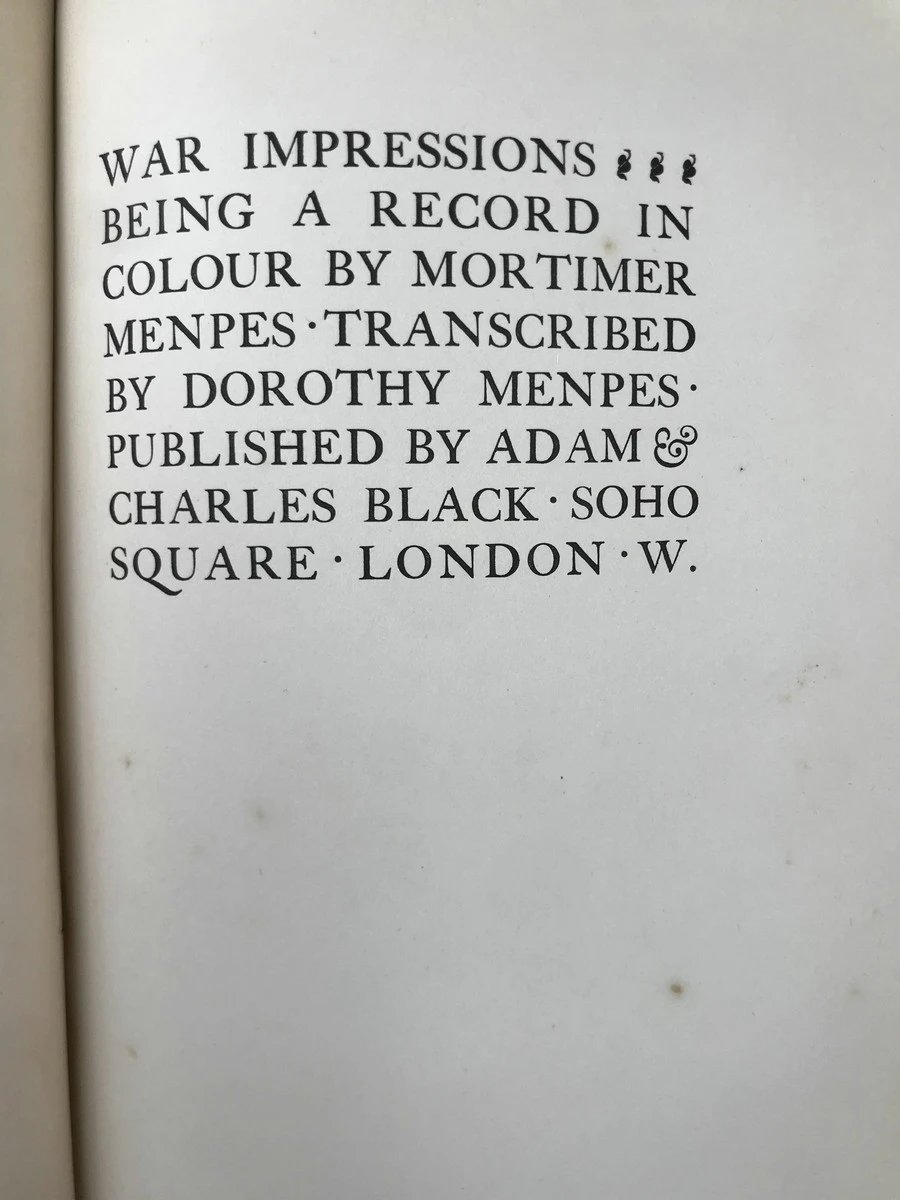 WAR IMPRESSIONS
BEING A RECORD IN
COLOUR BY MORTIMER
MENPES · TRANSCRIBED
BY DOROTHY MENPES ·
PUBLISHED BY ADAM &
CHARLES BLACK · SOHO
SQUARE · LONDON · W.